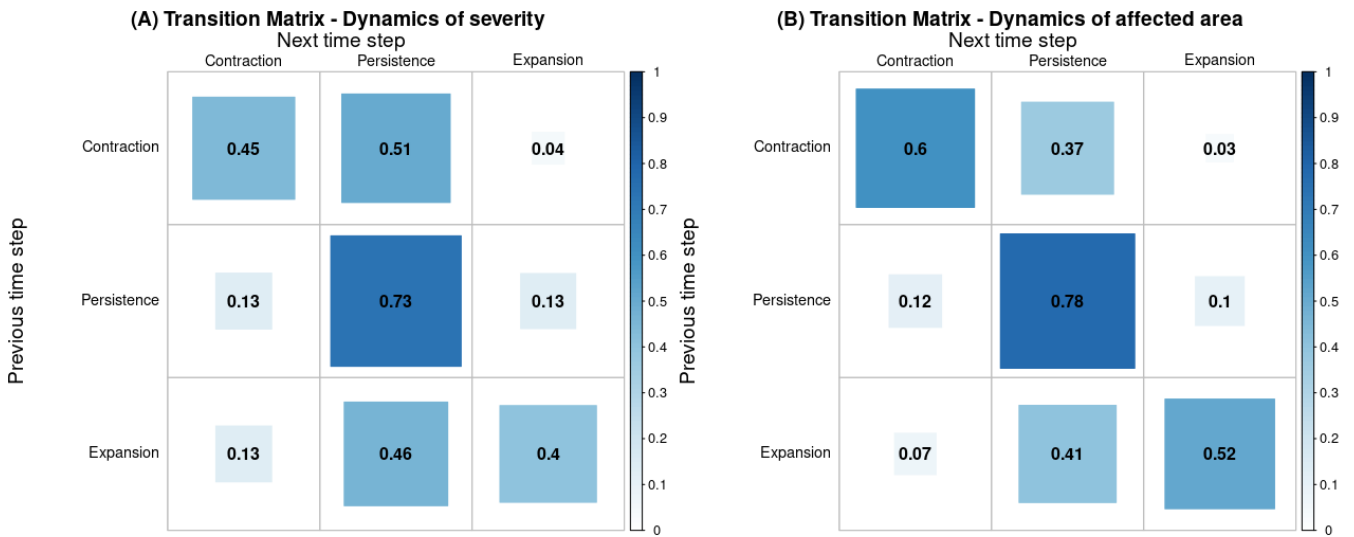 (A) Transition Matrix - Dynamics of severity
Next time step
Contraction Persistence Expansion
Previous time step
Contraction 0.45 0.51 0.04
Persistence 0.13 0.73 0.13
Expansion 0.13 0.46 0.4
1
0.9
0.8
0.7
0.6
0.5
0.4
0.3
0.2
0.1
0
(B) Transition Matrix - Dynamics of affected area
Next time step
Contraction Persistence Expansion
Previous time step
Contraction 0.6 0.37 0.03
Persistence 0.12 0.78 0.1
Expansion 0.07 0.41 0.52
1
0.9
0.8
0.7
0.6
0.5
0.4
0.3
0.2
0.1
0